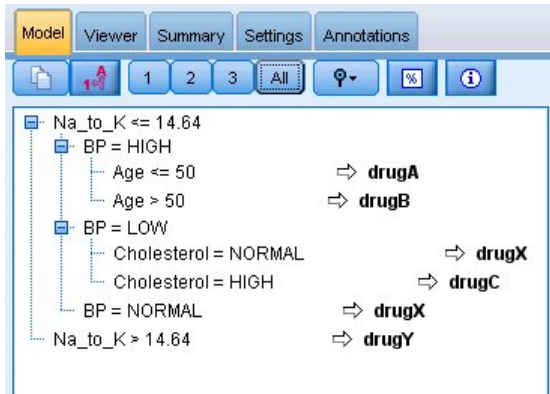 Model Viewer Summary Settings Annotations
1 2 3 All % i
Na_to_K <= 14.64
BP = HIGH
Age <= 50 ⇨ drugA
Age > 50 ⇨ drugB
BP = LOW
Cholesterol = NORMAL ⇨ drugX
Cholesterol = HIGH ⇨ drugC
BP = NORMAL ⇨ drugX
Na_to_K > 14.64 ⇨ drugY